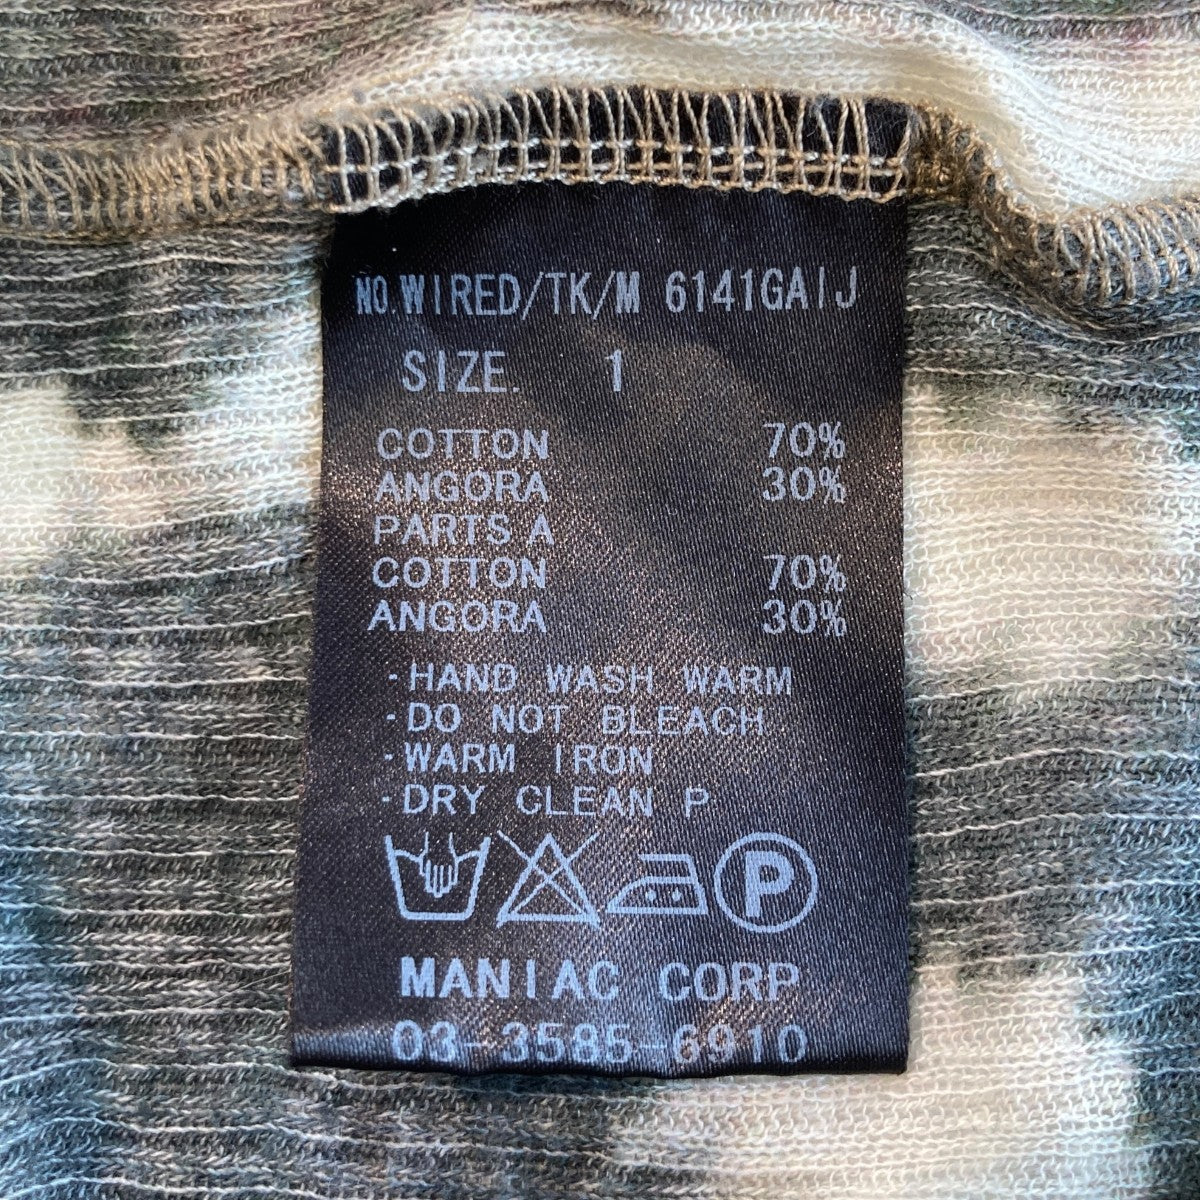 NO.WIRED/TK/M 6141GAIJ
SIZE. 1
COTTON 70%
ANGORA 30%
PARTS A
COTTON 70%
ANGORA 30%
・HAND WASH WARM
・DO NOT BLEACH
・WARM IRON
・DRY CLEAN P
P
MANIAC CORP
03-3585-6910